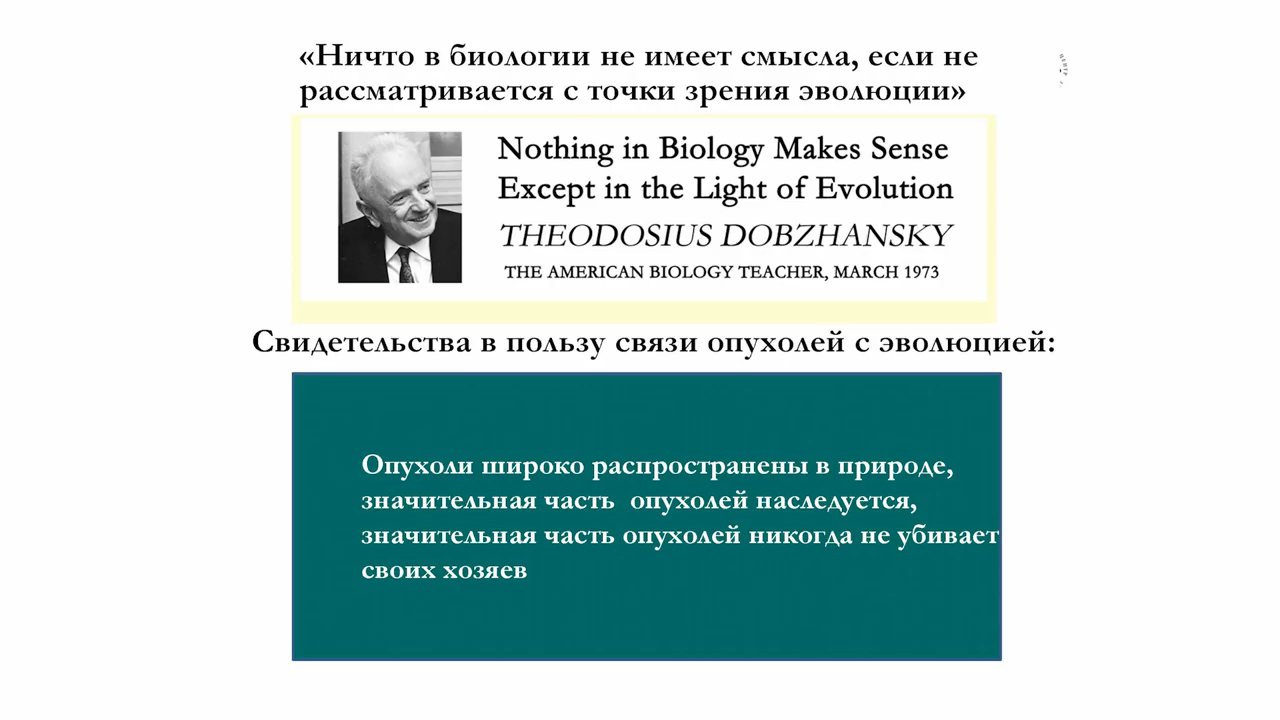 «Ничто в биологии не имеет смысла, если не
рассматривается с точки зрения эволюции»
Nothing in Biology Makes Sense
Except in the Light of Evolution
THEODOSIUS DOBZHANSKY
THE AMERICAN BIOLOGY TEACHER, MARCH 1973
Свидетельства в пользу связи опухолей с эволюцией:
Опухоли широко распространены в природе,
значительная часть опухолей наследуется,
значительная часть опухолей никогда не убивает
своих хозяев